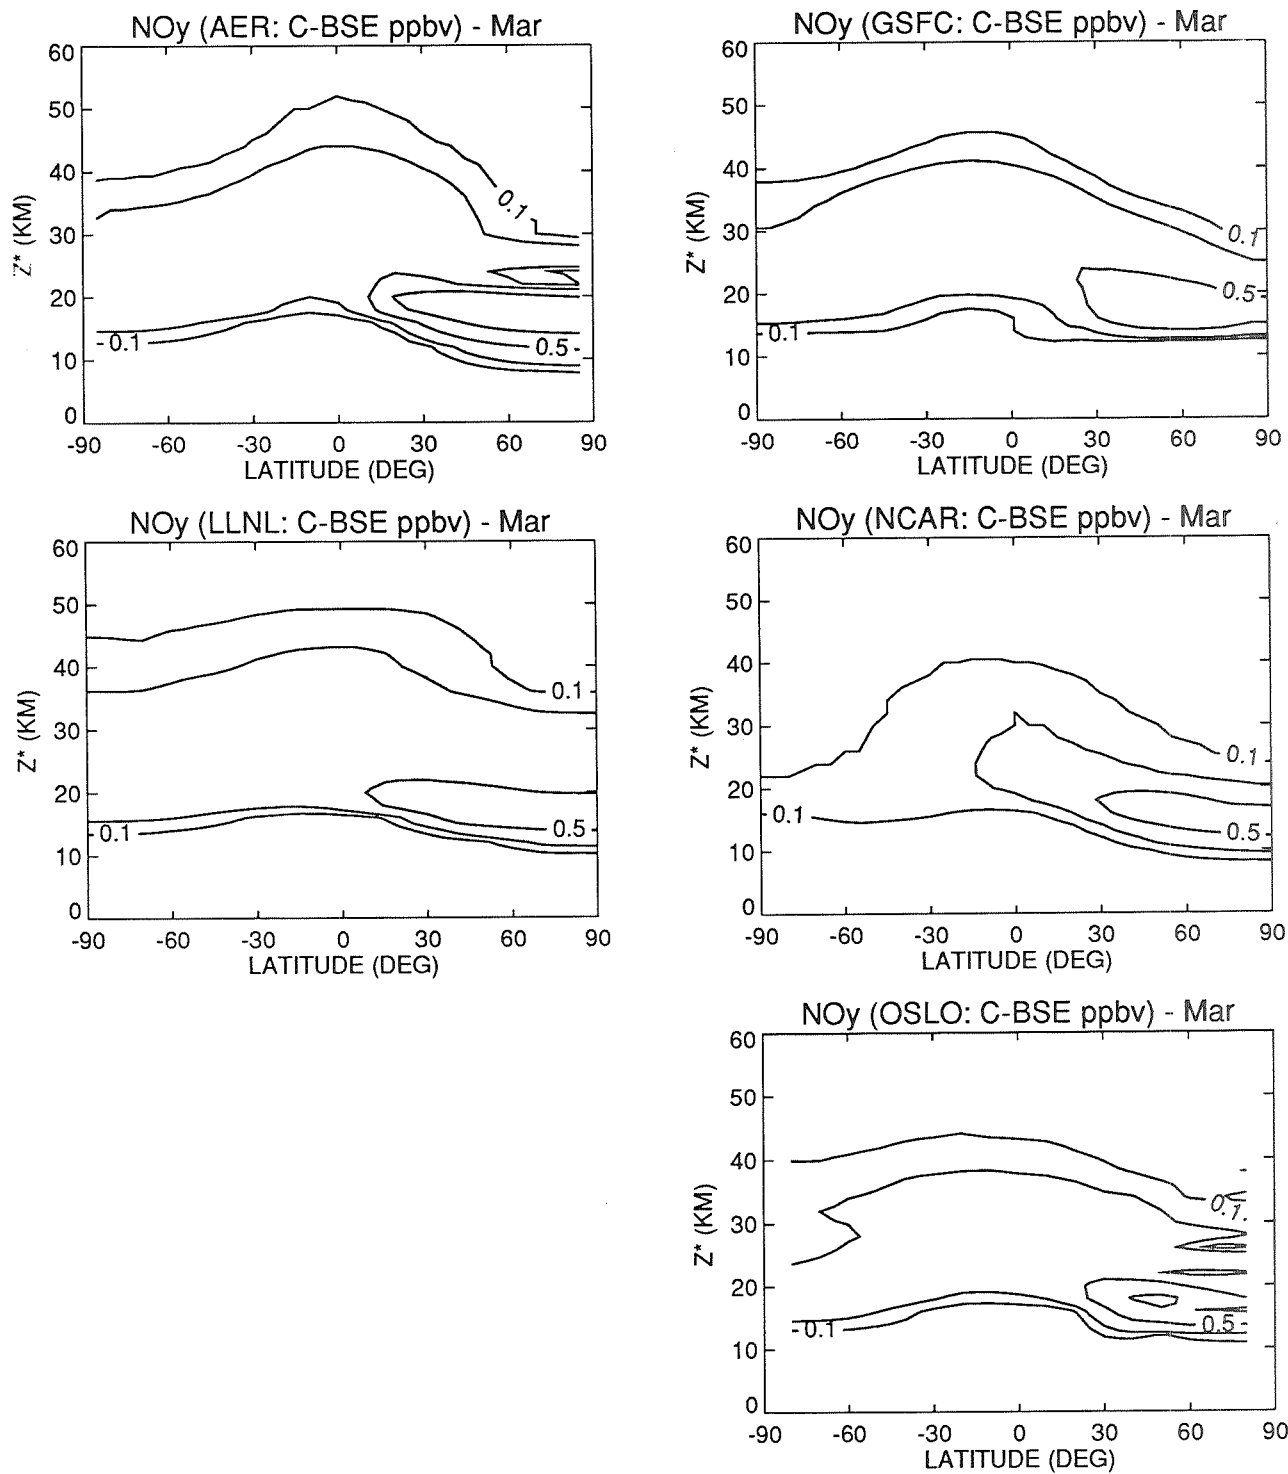 NOy (AER: C-BSE ppbv) - Mar
60
50
40
30
20
10
0
Z* (KM)
0.1
0.1
0.5
-90 -60 -30 0 30 60 90
LATITUDE (DEG)
NOy (GSFC: C-BSE ppbv) - Mar
60
50
40
30
20
10
0
Z* (KM)
0.1
0.5
0.1
-90 -60 -30 0 30 60 90
LATITUDE (DEG)
NOy (LLNL: C-BSE ppbv) - Mar
60
50
40
30
20
10
0
Z* (KM)
0.1
0.1
0.5
-90 -60 -30 0 30 60 90
LATITUDE (DEG)
NOy (NCAR: C-BSE ppbv) - Mar
60
50
40
30
20
10
0
Z* (KM)
0.1
0.1
0.5
-90 -60 -30 0 30 60 90
LATITUDE (DEG)
NOy (OSLO: C-BSE ppbv) - Mar
60
50
40
30
20
10
0
Z* (KM)
0.1
0.1
0.5
-90 -60 -30 0 30 60 90
LATITUDE (DEG)